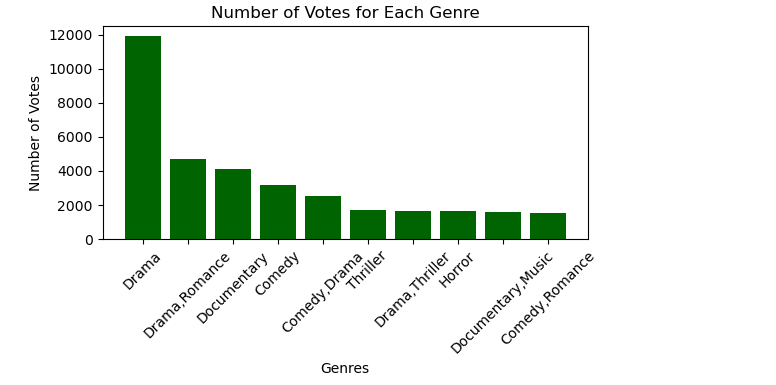 Number of Votes for Each Genre
Number of Votes
12000
10000
8000
6000
4000
2000
0
Drama
Drama,Romance
Documentary
Comedy
Comedy,Drama
Thriller
Drama,Thriller
Horror
Documentary,Music
Comedy,Romance
Genres